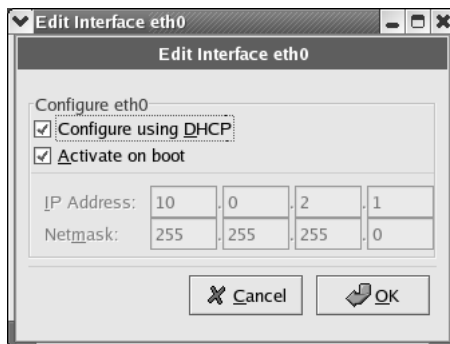 Edit Interface eth0
Edit Interface eth0
Configure eth0
Configure using DHCP
Activate on boot
IP Address: 10 . 0 . 2 . 1
Netmask: 255 . 255 . 255 . 0
Cancel OK